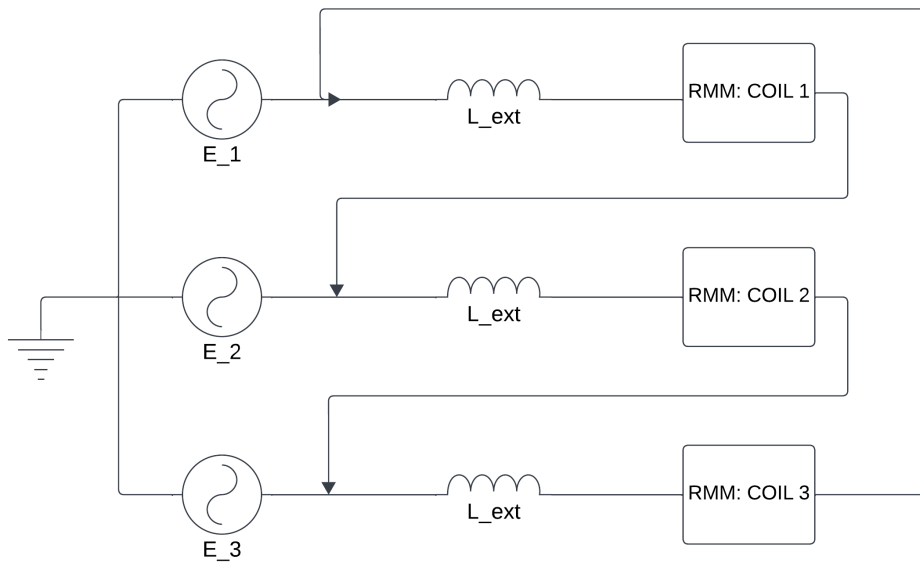 RMM: COIL 1
L_ext
E_1
RMM: COIL 2
L_ext
E_2
RMM: COIL 3
L_ext
E_3